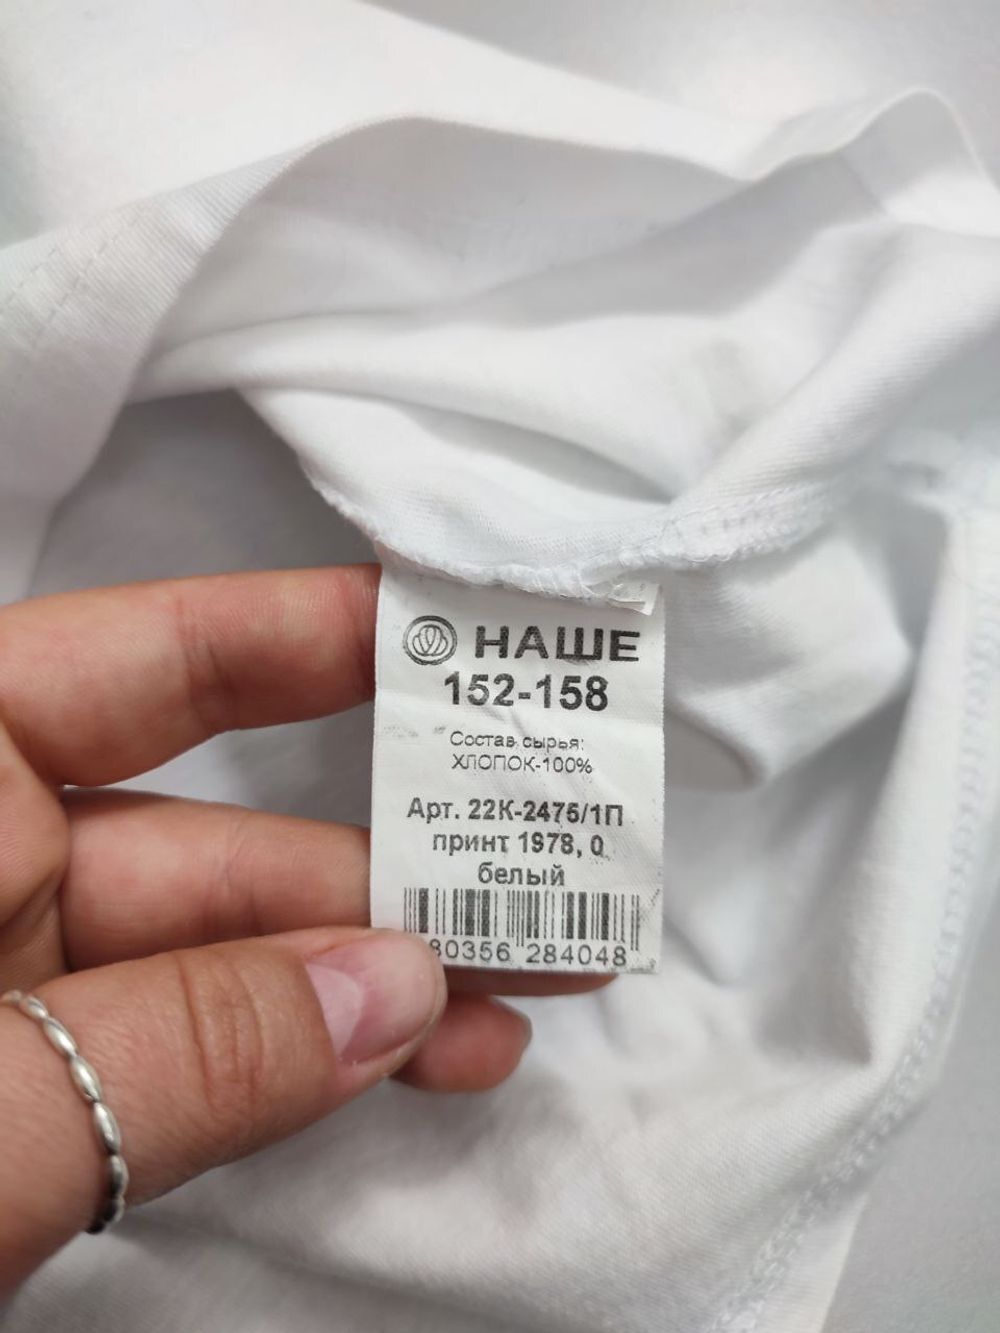 НАШЕ
152-158
Состав сырья:
ХЛОПОК-100%
Арт. 22К-2475/1П
принт 1978, 0
белый
80356 284048